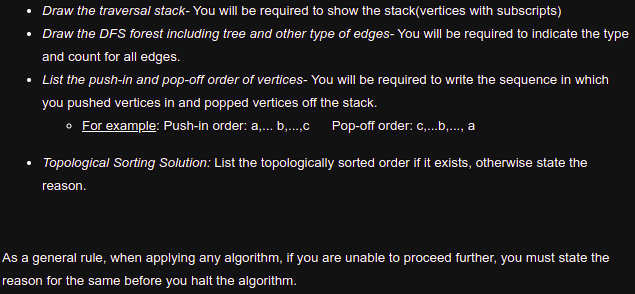 Draw the traversal stack- You will be required to show the stack(vertices with subscripts)
Draw the DFS forest including tree and other type of edges- You will be required to indicate the type
and count for all edges.
List the push-in and pop-off order of vertices- You will be required to write the sequence in which
you pushed vertices in and popped vertices off the stack.
For example: Push-in order: a,... b,...,c Pop-off order: c,...b,..., a
Topological Sorting Solution: List the topologically sorted order if it exists, otherwise state the
reason.
As a general rule, when applying any algorithm, if you are unable to proceed further, you must state the
reason for the same before you halt the algorithm.